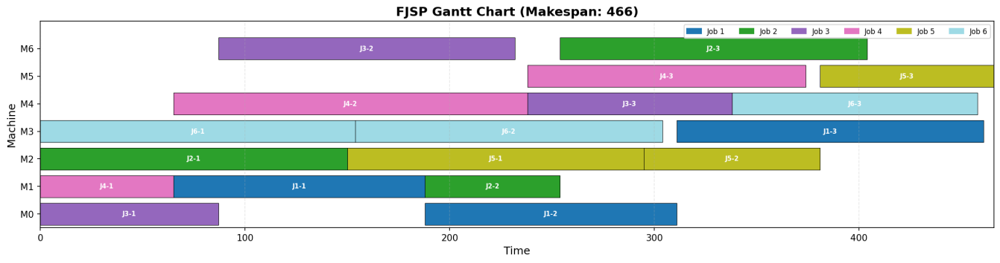 FJSP Gantt Chart (Makespan: 466)
Job 1 Job 2 Job 3 Job 4 Job 5 Job 6
Machine
M6 J3-2 J2-3
M5 J4-3 J5-3
M4 J4-2 J3-3 J6-3
M3 J6-1 J6-2 J1-3
M2 J2-1 J5-1 J5-2
M1 J4-1 J1-1 J2-2
M0 J3-1 J1-2
0 100 200 300 400
Time